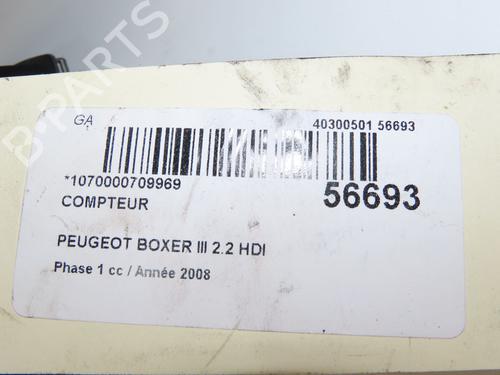 GA
40300501 56693
*1070000709969
56693
COMPTEUR
PEUGEOT BOXER III 2.2 HDI
Phase 1 cc / Année 2008
B-PARTS